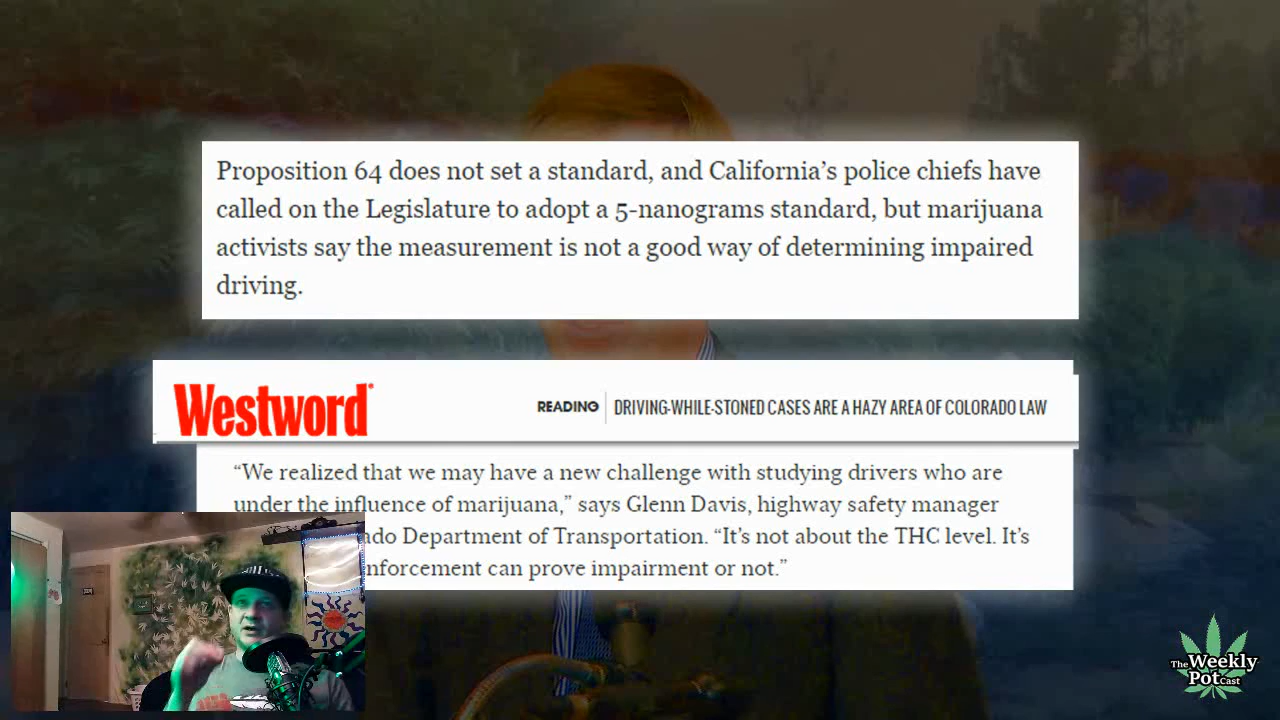 Proposition 64 does not set a standard, and California's police chiefs have
called on the Legislature to adopt a 5-nanograms standard, but marijuana
activists say the measurement is not a good way of determining impaired
driving.
Westword
READING DRIVING-WHILE-STONED CASES ARE A HAZY AREA OF COLORADO LAW
“We realized that we may have a new challenge with studying drivers who are
under the influence of marijuana,” says Glenn Davis, highway safety manager
Department of Transportation. “It's not about the THC level. It's
can prove impairment or not.”
The Weekly
PotCast